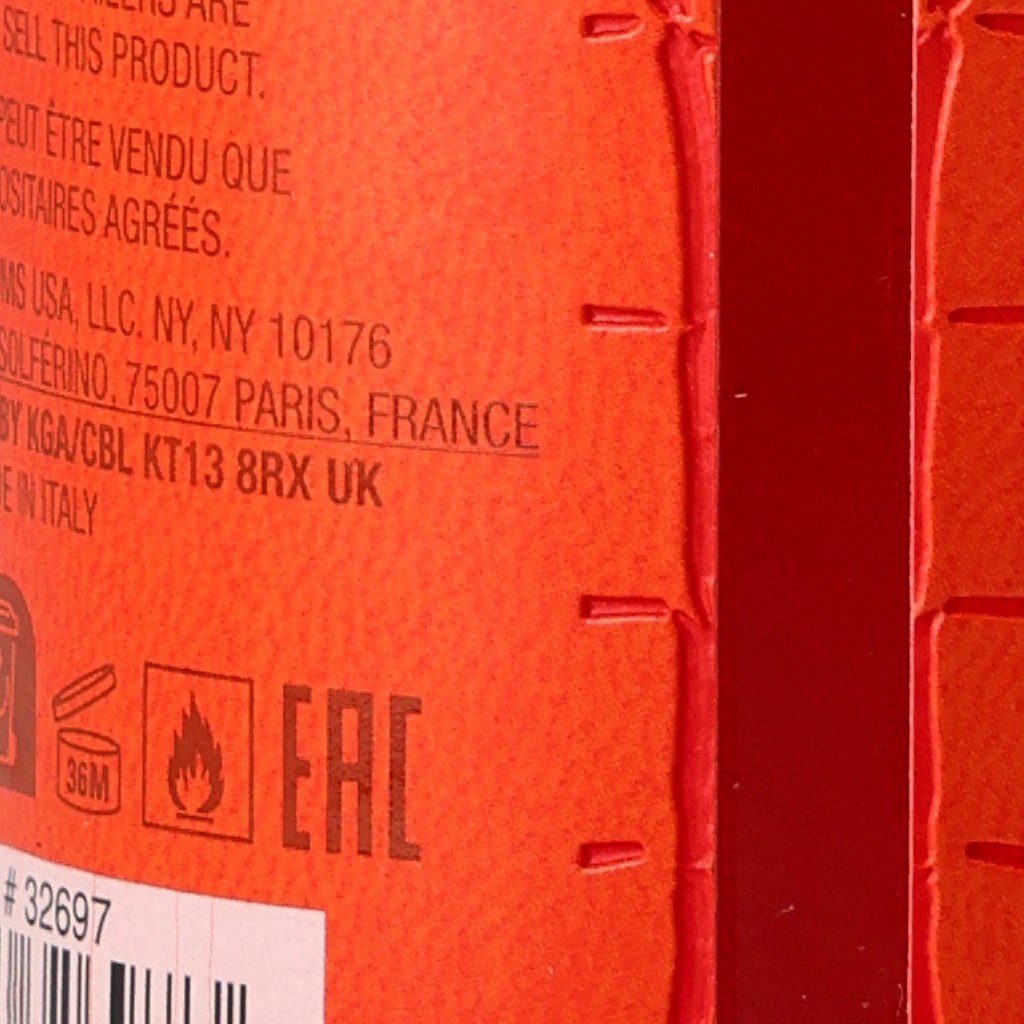 ARE
SELL THIS PRODUCT.
PEUT ÊTRE VENDU QUE
OSITAIRES AGRÉÉS.
MS USA, LLC. NY, NY 10176
SOLFÉRINO, 75007 PARIS, FRANCE
BY KGA/CBL KT13 8RX UK
E IN ITALY
36M
EAC
# 32697